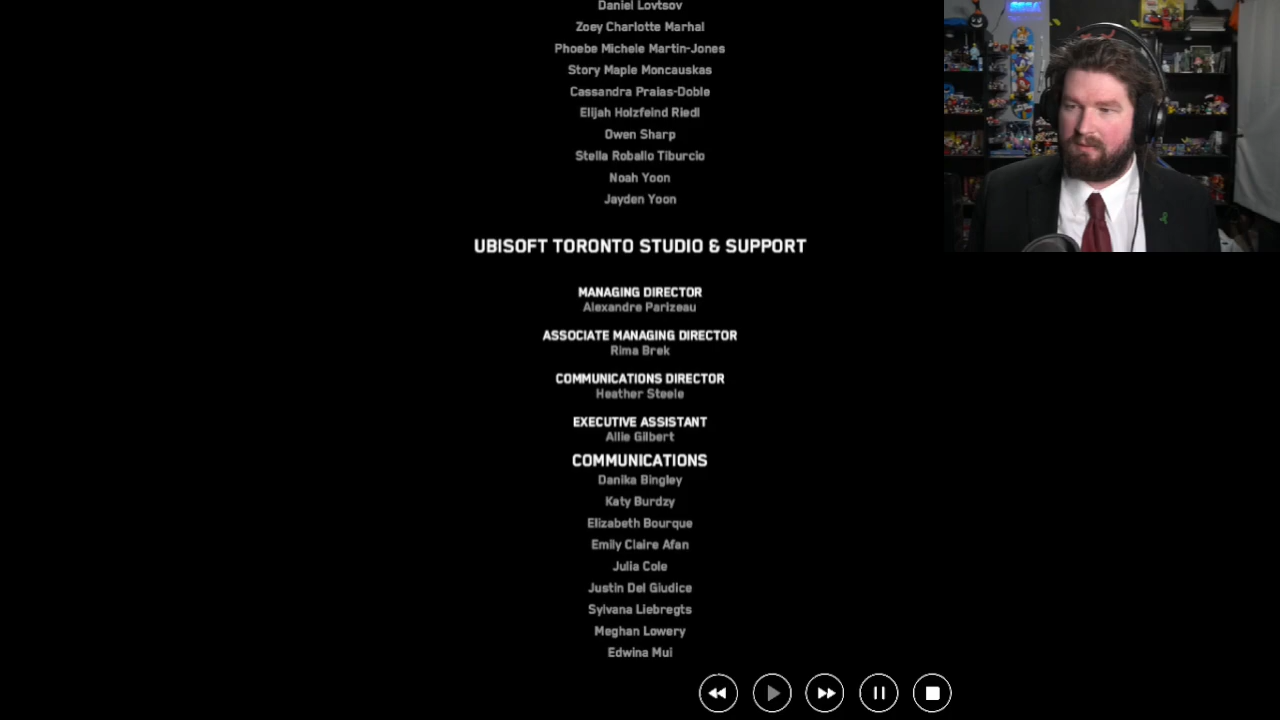 SEGA
Daniel Lovtsov
Zoey Charlotte Marhal
Phoebe Michele Martin-Jones
Story Maple Moncauskas
Cassandra Praias-Doble
Elijah Holzfeind Riedl
Owen Sharp
Stella Roballo Tiburcio
Noah Yoon
Jayden Yoon
UBISOFT TORONTO STUDIO & SUPPORT
MANAGING DIRECTOR
Alexandre Parizeau
ASSOCIATE MANAGING DIRECTOR
Rima Brek
COMMUNICATIONS DIRECTOR
Heather Steele
EXECUTIVE ASSISTANT
Allie Gilbert
COMMUNICATIONS
Danika Bingley
Katy Burdzy
Elizabeth Bourque
Emily Claire Afan
Julia Cole
Justin Del Giudice
Sylvana Liebregts
Meghan Lowery
Edwina Mui